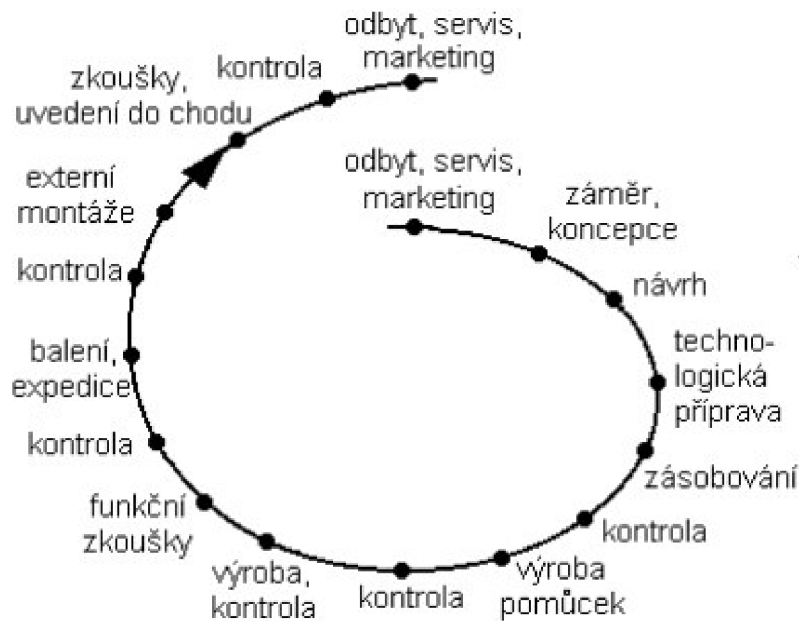 odbyt, servis,
marketing
kontrola
zkoušky,
uvedení do chodu
externí
montáže
kontrola
balení,
expedice
kontrola
funkční
zkoušky
výroba,
kontrola
kontrola
výroba
pomůcek
kontrola
zásobování
techno-
logická
příprava
návrh
záměr,
koncepce
odbyt, servis,
marketing